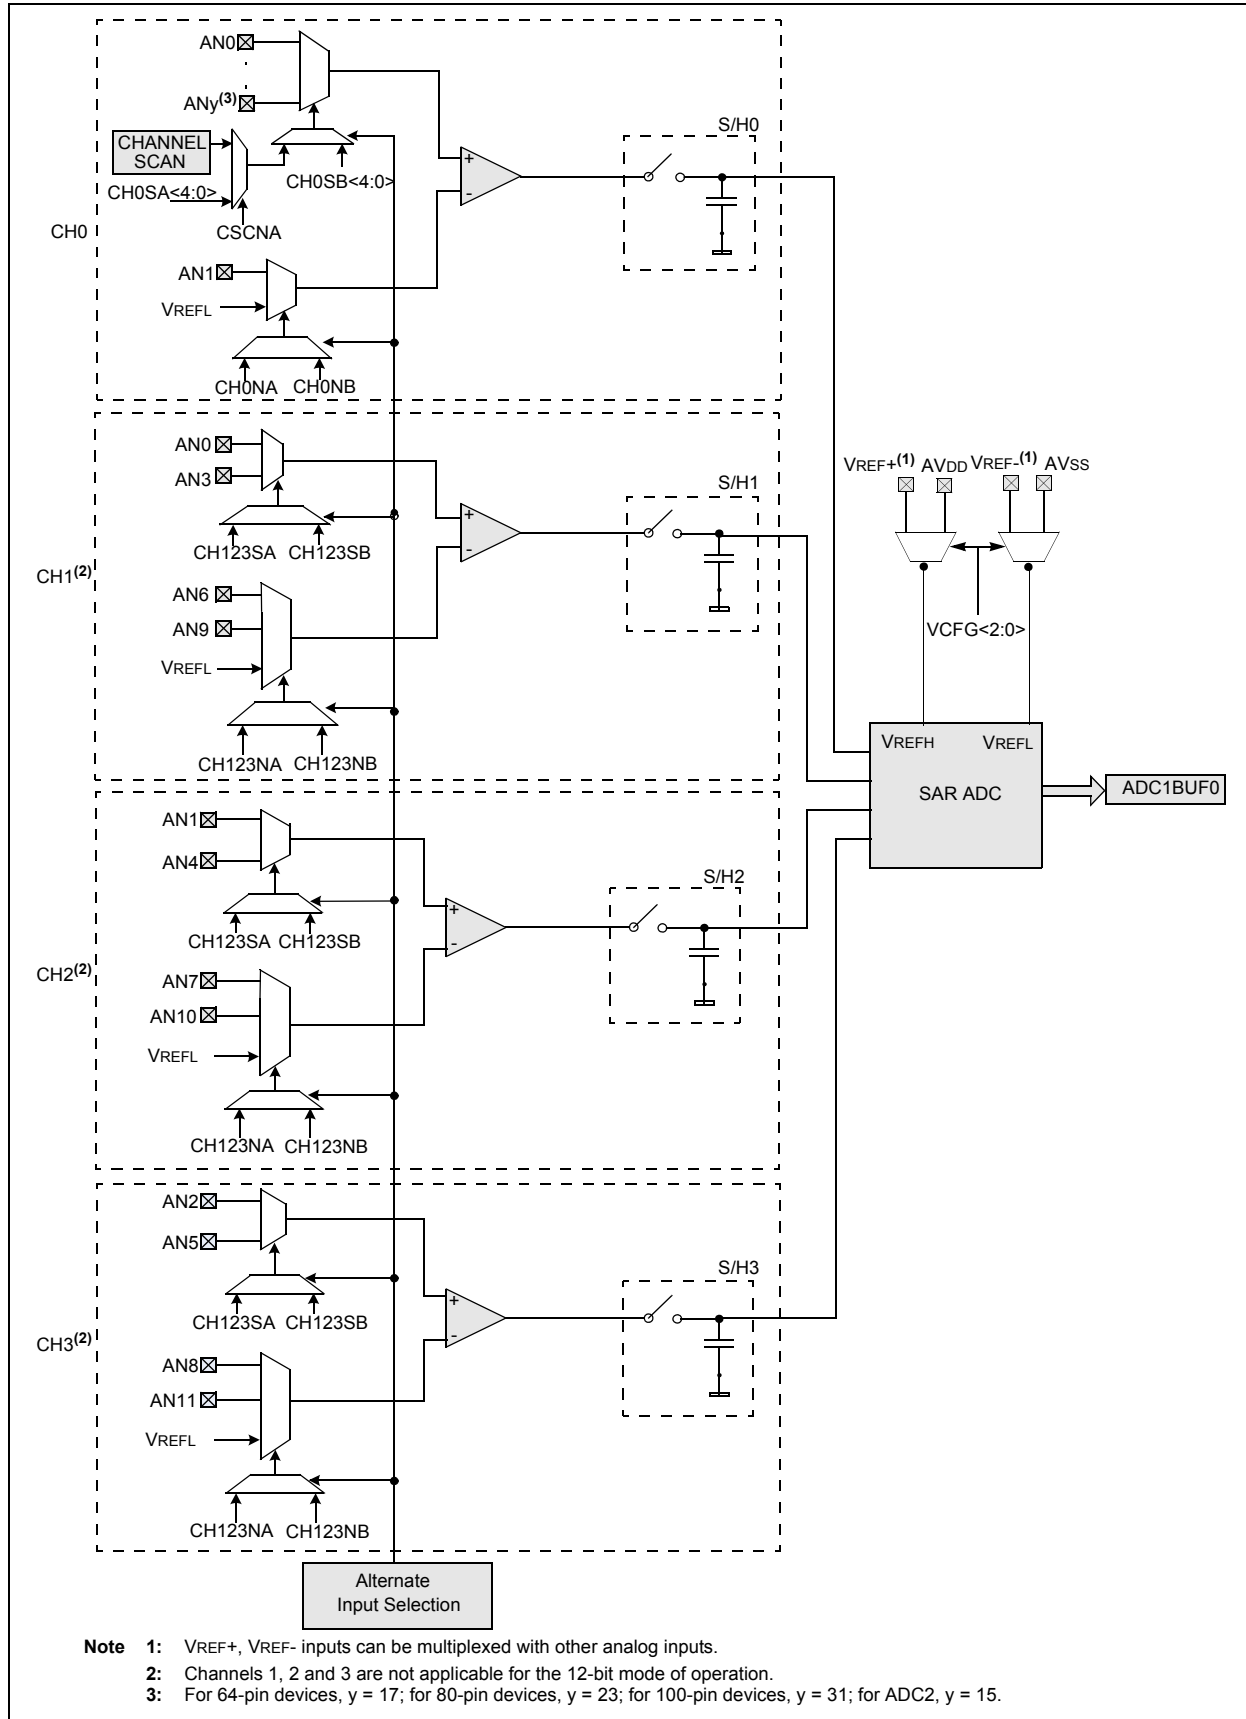 AN0
ANy(3)
S/H0
CHANNEL
SCAN
CH0SA<4:0>
CH0SB<4:0>
+
-
CSCNA
CH0
AN1
VREFL
CH0NA CH0NB
AN0
AN3
S/H1
CH123SA CH123SB
+
-
CH1(2)
AN6
AN9
VREFL
CH123NA CH123NB
VREF+(1) AVDD VREF-(1) AVSS
VCFG<2:0>
VREFH VREFL
SAR ADC
ADC1BUF0
AN1
AN4
S/H2
CH123SA CH123SB
+
-
CH2(2)
AN7
AN10
VREFL
CH123NA CH123NB
AN2
AN5
S/H3
CH123SA CH123SB
+
-
CH3(2)
AN8
AN11
VREFL
CH123NA CH123NB
Alternate
Input Selection
Note 1: VREF+, VREF- inputs can be multiplexed with other analog inputs.
2: Channels 1, 2 and 3 are not applicable for the 12-bit mode of operation.
3: For 64-pin devices, y = 17; for 80-pin devices, y = 23; for 100-pin devices, y = 31; for ADC2, y = 15.